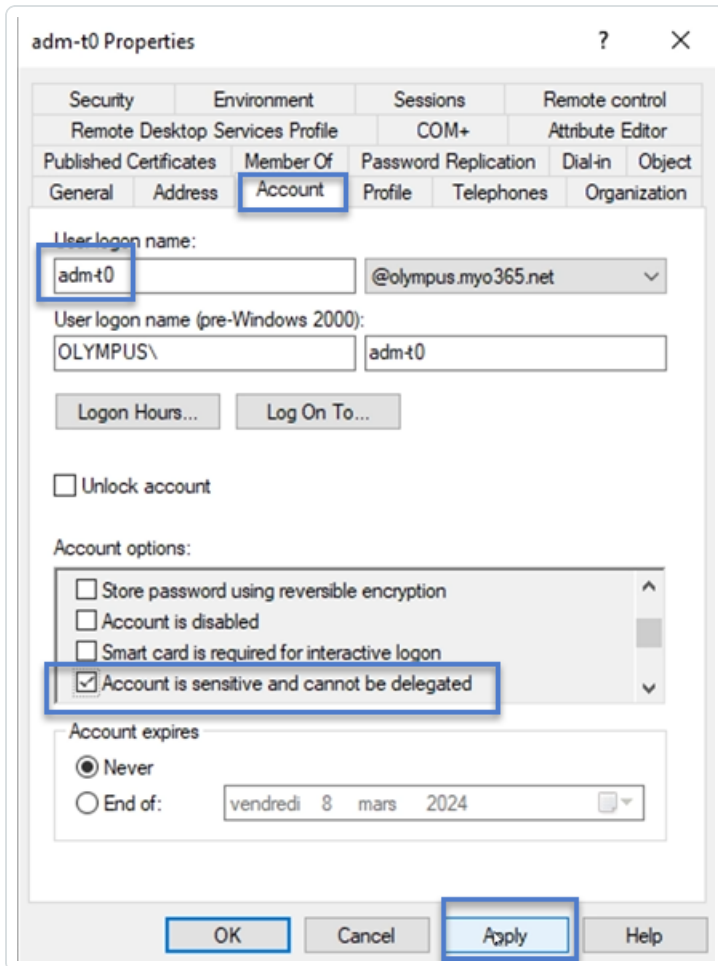 adm-t0 Properties ? ×
Security Environment Sessions Remote control
Remote Desktop Services Profile COM+ Attribute Editor
Published Certificates Member Of Password Replication Dial-in Object
General Address Account Profile Telephones Organization
User logon name:
adm-t0 @olympus.myo365.net
User logon name (pre-Windows 2000):
OLYMPUS\ adm-t0
Logon Hours... Log On To...
Unlock account
Account options:
Store password using reversible encryption
Account is disabled
Smart card is required for interactive logon
Account is sensitive and cannot be delegated
Account expires
Never
End of: vendredi 8 mars 2024
OK Cancel Apply Help